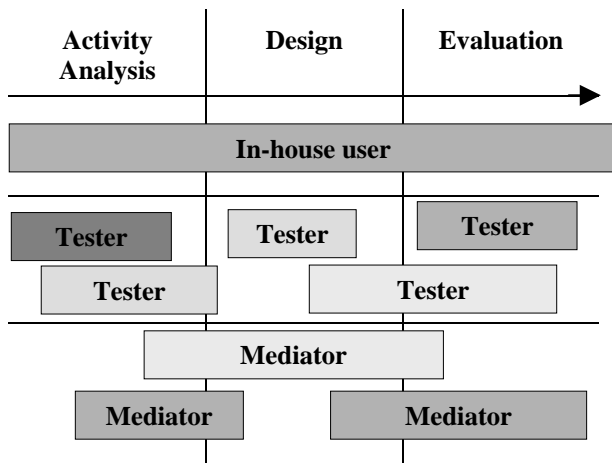 Activity
Analysis
Design
Evaluation
In-house user
Tester
Tester
Tester
Tester
Tester
Mediator
Mediator
Mediator